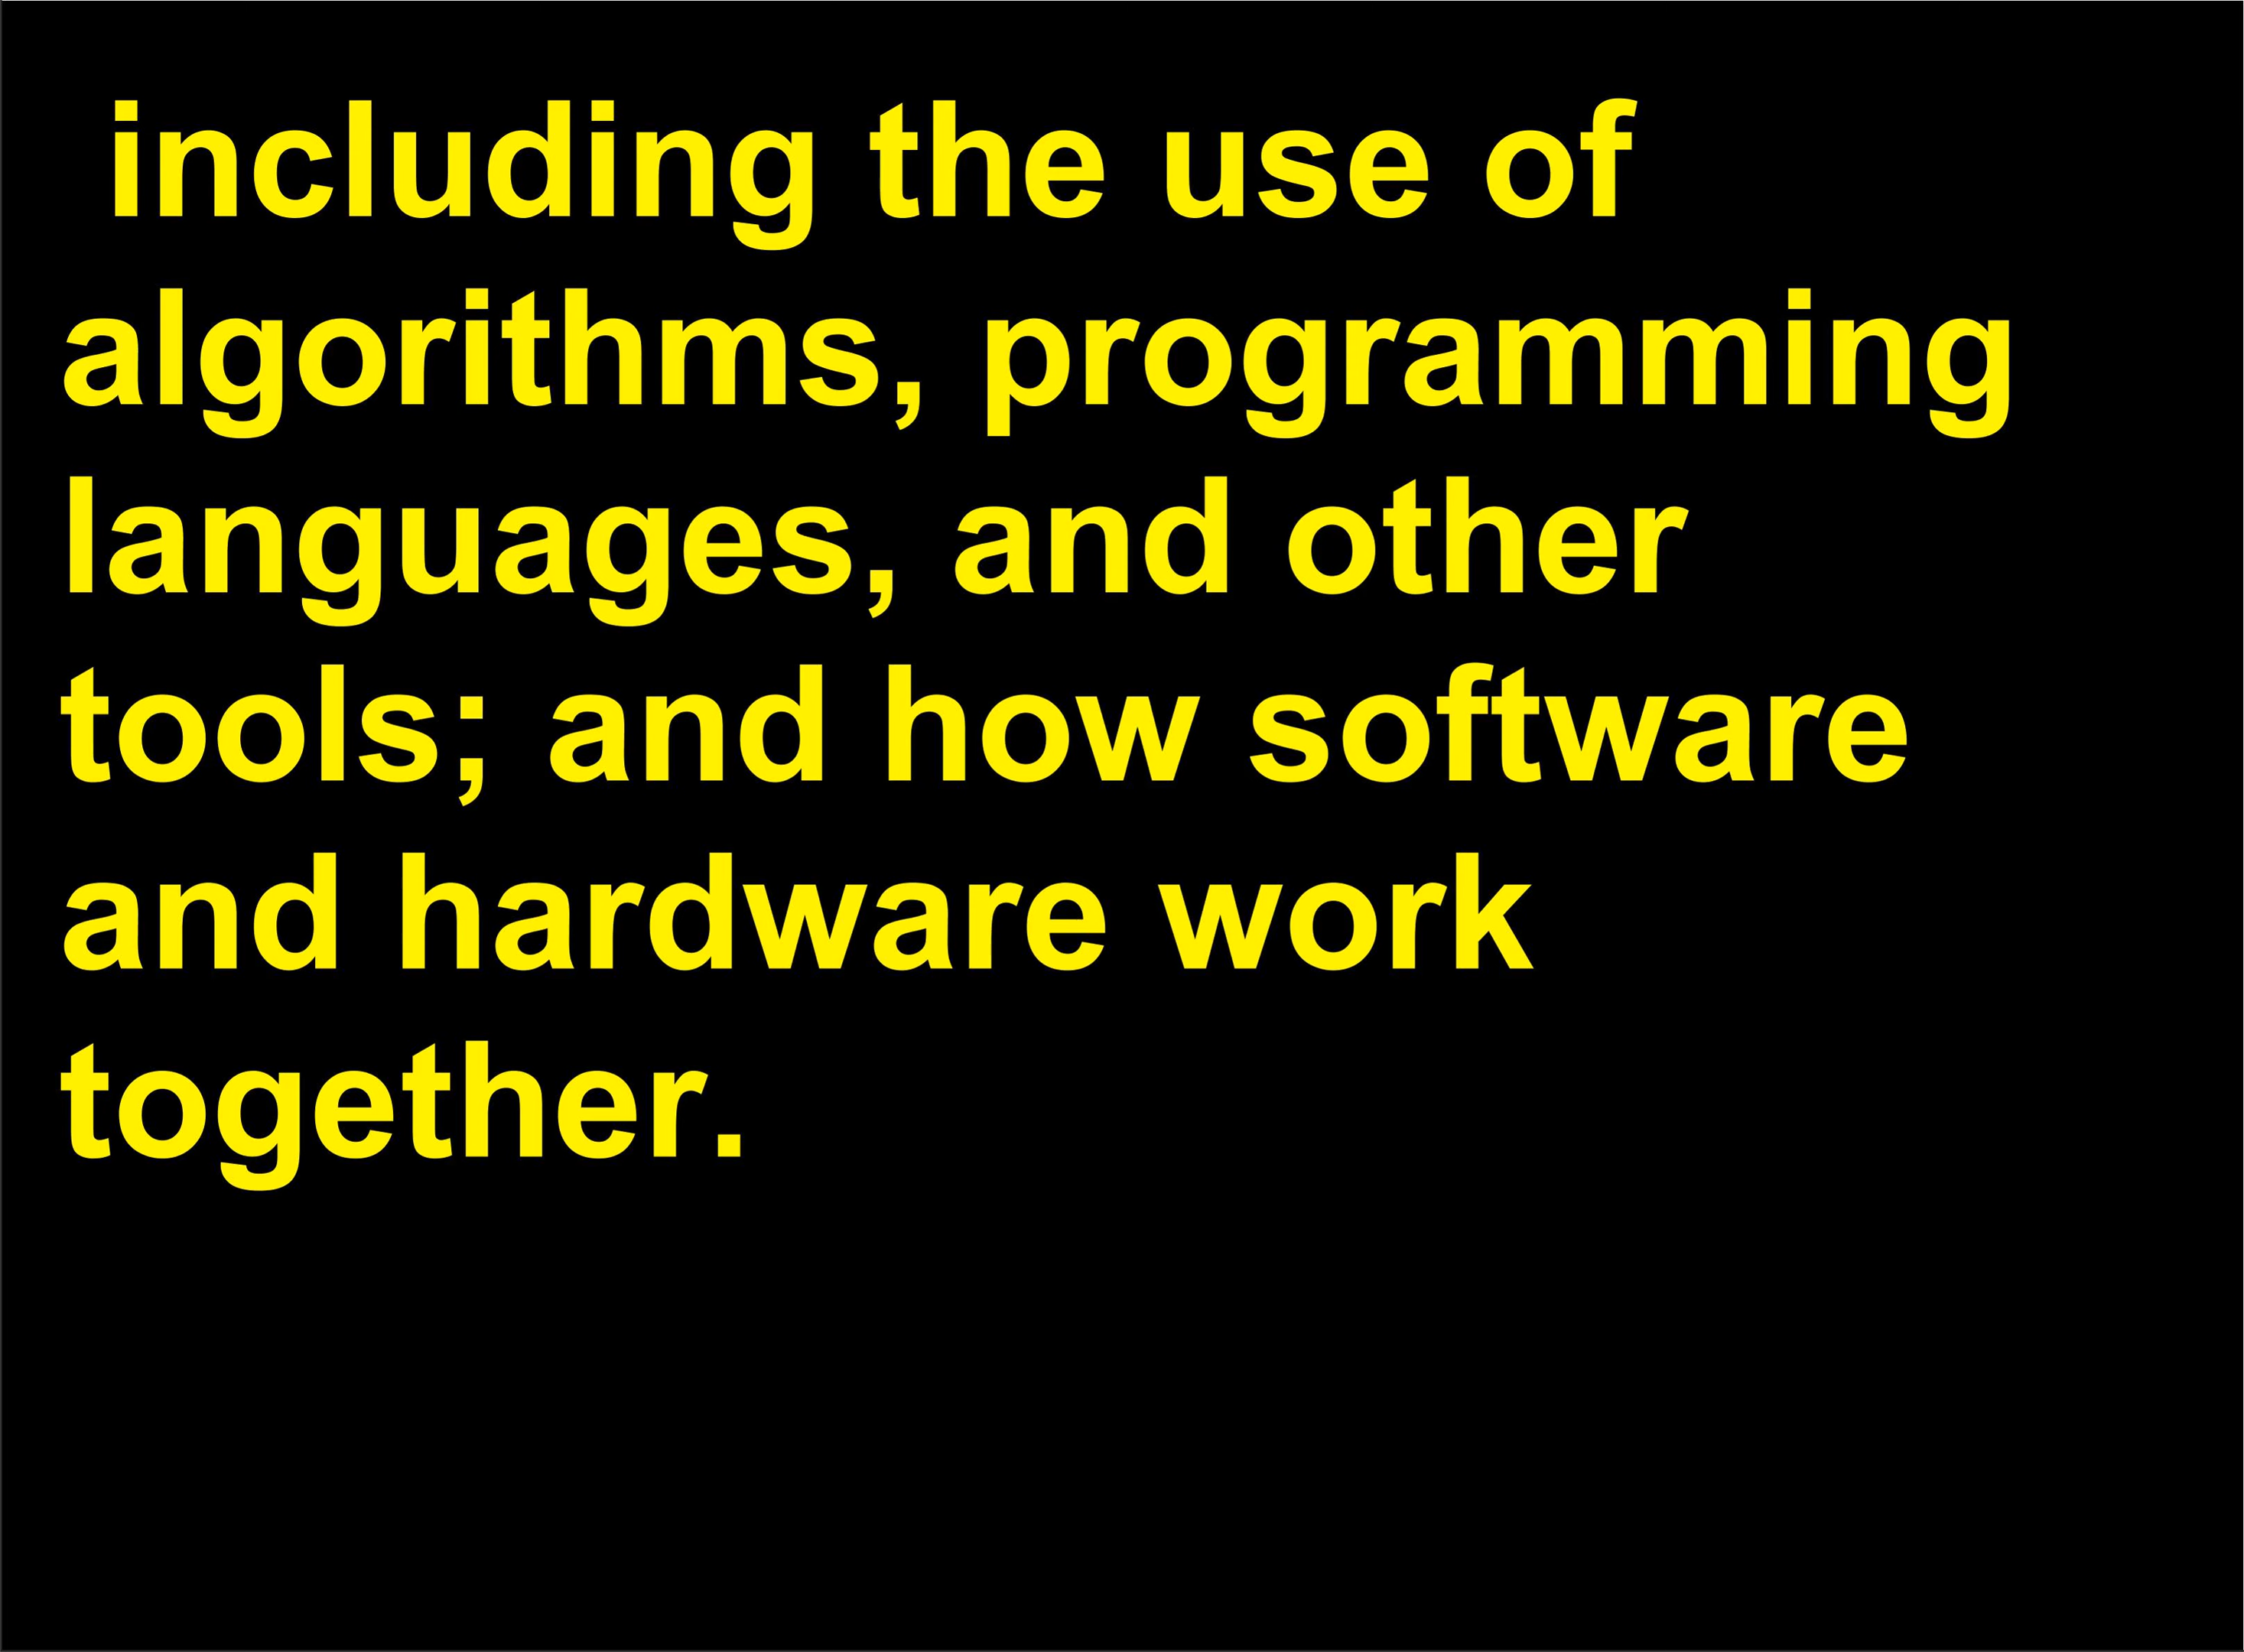 including the use of
algorithms, programming
languages, and other
tools; and how software
and hardware work
together.